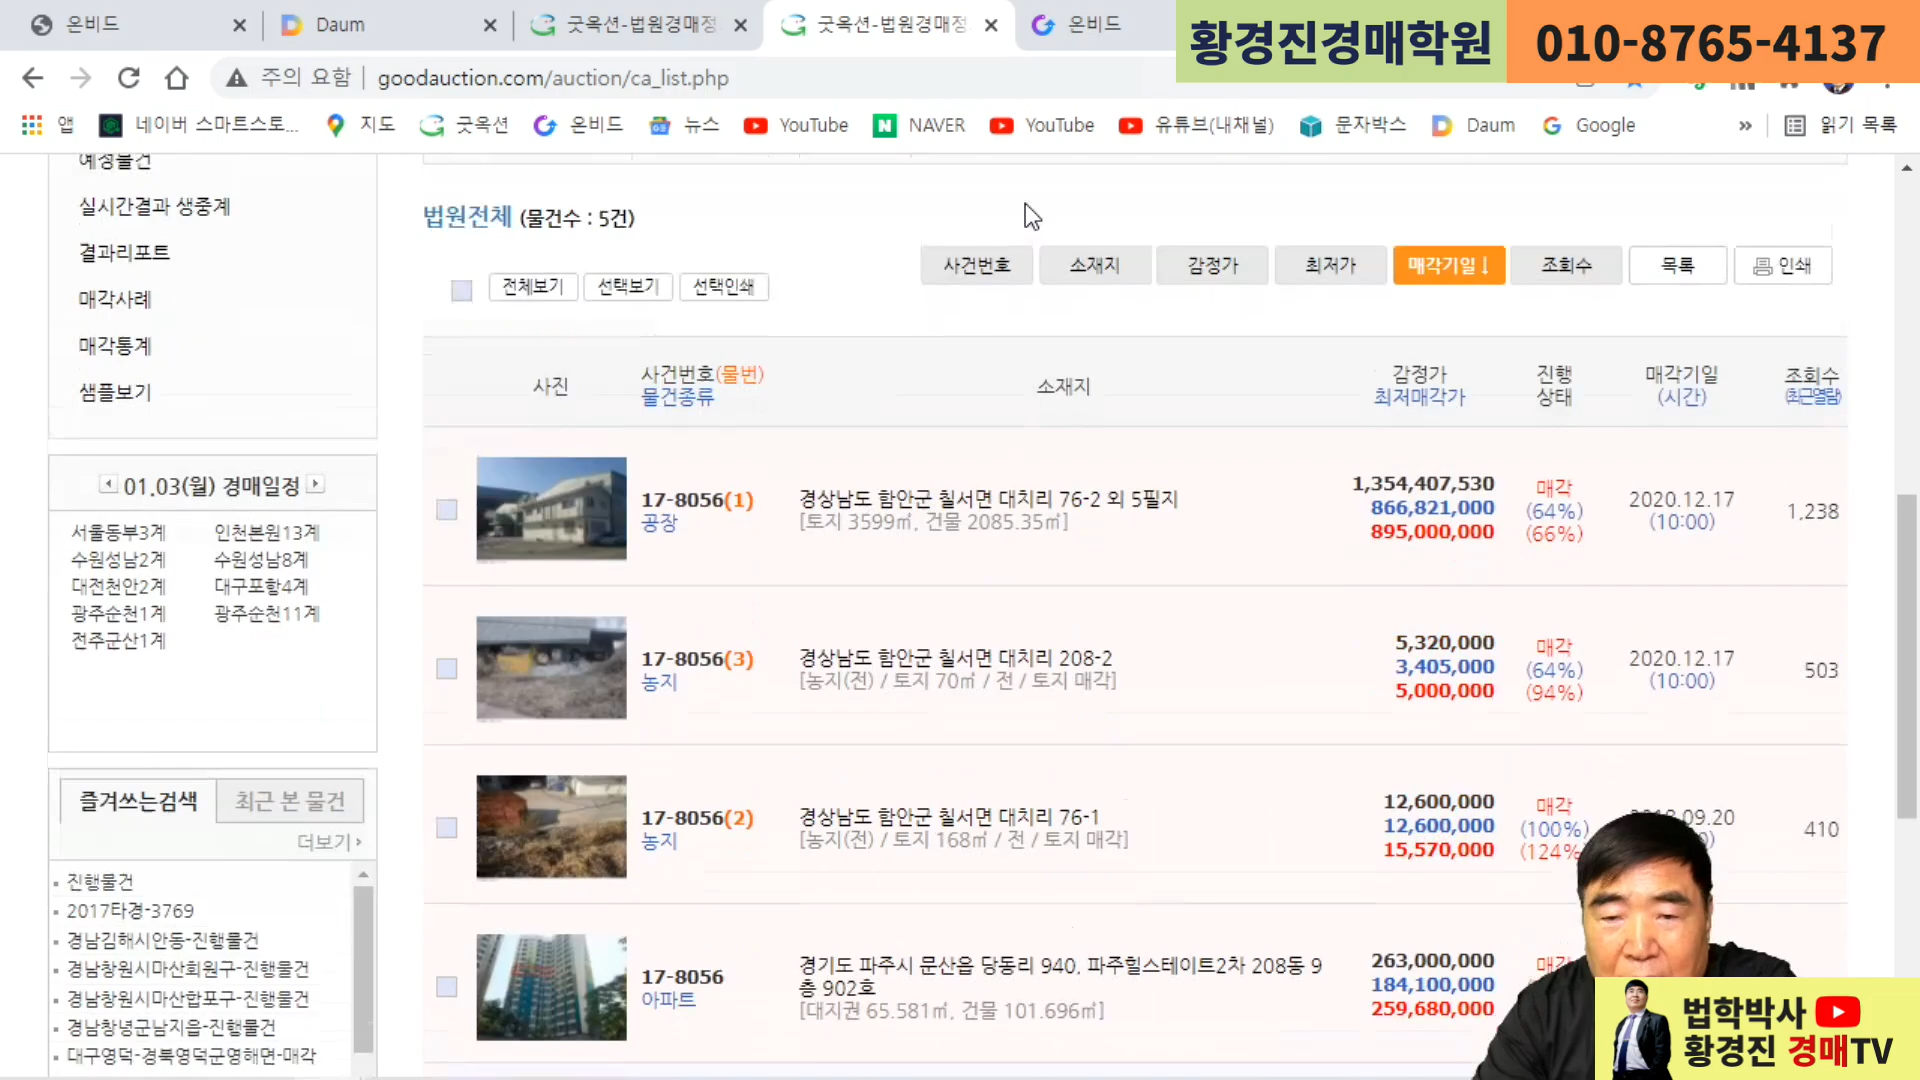 온비드
Daum
굿옥션-법원경매정
굿옥션-법원경매정
온비드
황경진경매학원
010-8765-4137
주의 요함
goodauction.com/auction/ca_list.php
앱
네이버 스마트스토...
지도
굿옥션
온비드
뉴스
YouTube
NAVER
YouTube
유튜브(내채널)
문자박스
Daum
Google
»
읽기 목록
예정물건
실시간결과 생중계
결과리포트
매각사례
매각통계
샘플보기
01.03(월) 경매일정
서울동부3계 인천본원13계
수원성남2계 수원성남8계
대전천안2계 대구포항4계
광주순천1계 광주순천11계
전주군산1계
즐겨쓰는검색
최근 본 물건
더보기
진행물건
2017타경-3769
경남김해시안동-진행물건
경남창원시마산회원구-진행물건
경남창원시마산합포구-진행물건
경남창녕군남지읍-진행물건
대구영덕-경북영덕군영해면-매각
법원전체 (물건수 : 5건)
사건번호
소재지
감정가
최저가
매각기일↓
조회수
목록
인쇄
전체보기
선택보기
선택인쇄
사진
사건번호(물번)
물건종류
소재지
감정가
최저매각가
진행
상태
매각기일
(시간)
조회수
(최근열람)
17-8056(1)
공장
경상남도 함안군 칠서면 대치리 76-2 외 5필지
[토지 3599㎡, 건물 2085.35㎡]
1,354,407,530
866,821,000
895,000,000
매각
(64%)
(66%)
2020.12.17
(10:00)
1,238
17-8056(3)
농지
경상남도 함안군 칠서면 대치리 208-2
[농지(전) / 토지 70㎡ / 전 / 토지 매각]
5,320,000
3,405,000
5,000,000
매각
(64%)
(94%)
2020.12.17
(10:00)
503
17-8056(2)
농지
경상남도 함안군 칠서면 대치리 76-1
[농지(전) / 토지 168㎡ / 전 / 토지 매각]
12,600,000
12,600,000
15,570,000
매각
(100%)
(124%
09.20
410
17-8056
아파트
경기도 파주시 문산읍 당동리 940, 파주힐스테이트2차 208동 9
층 902호
[대지권 65.581㎡, 건물 101.696㎡]
263,000,000
184,100,000
259,680,000
법학박사
황경진 경매TV